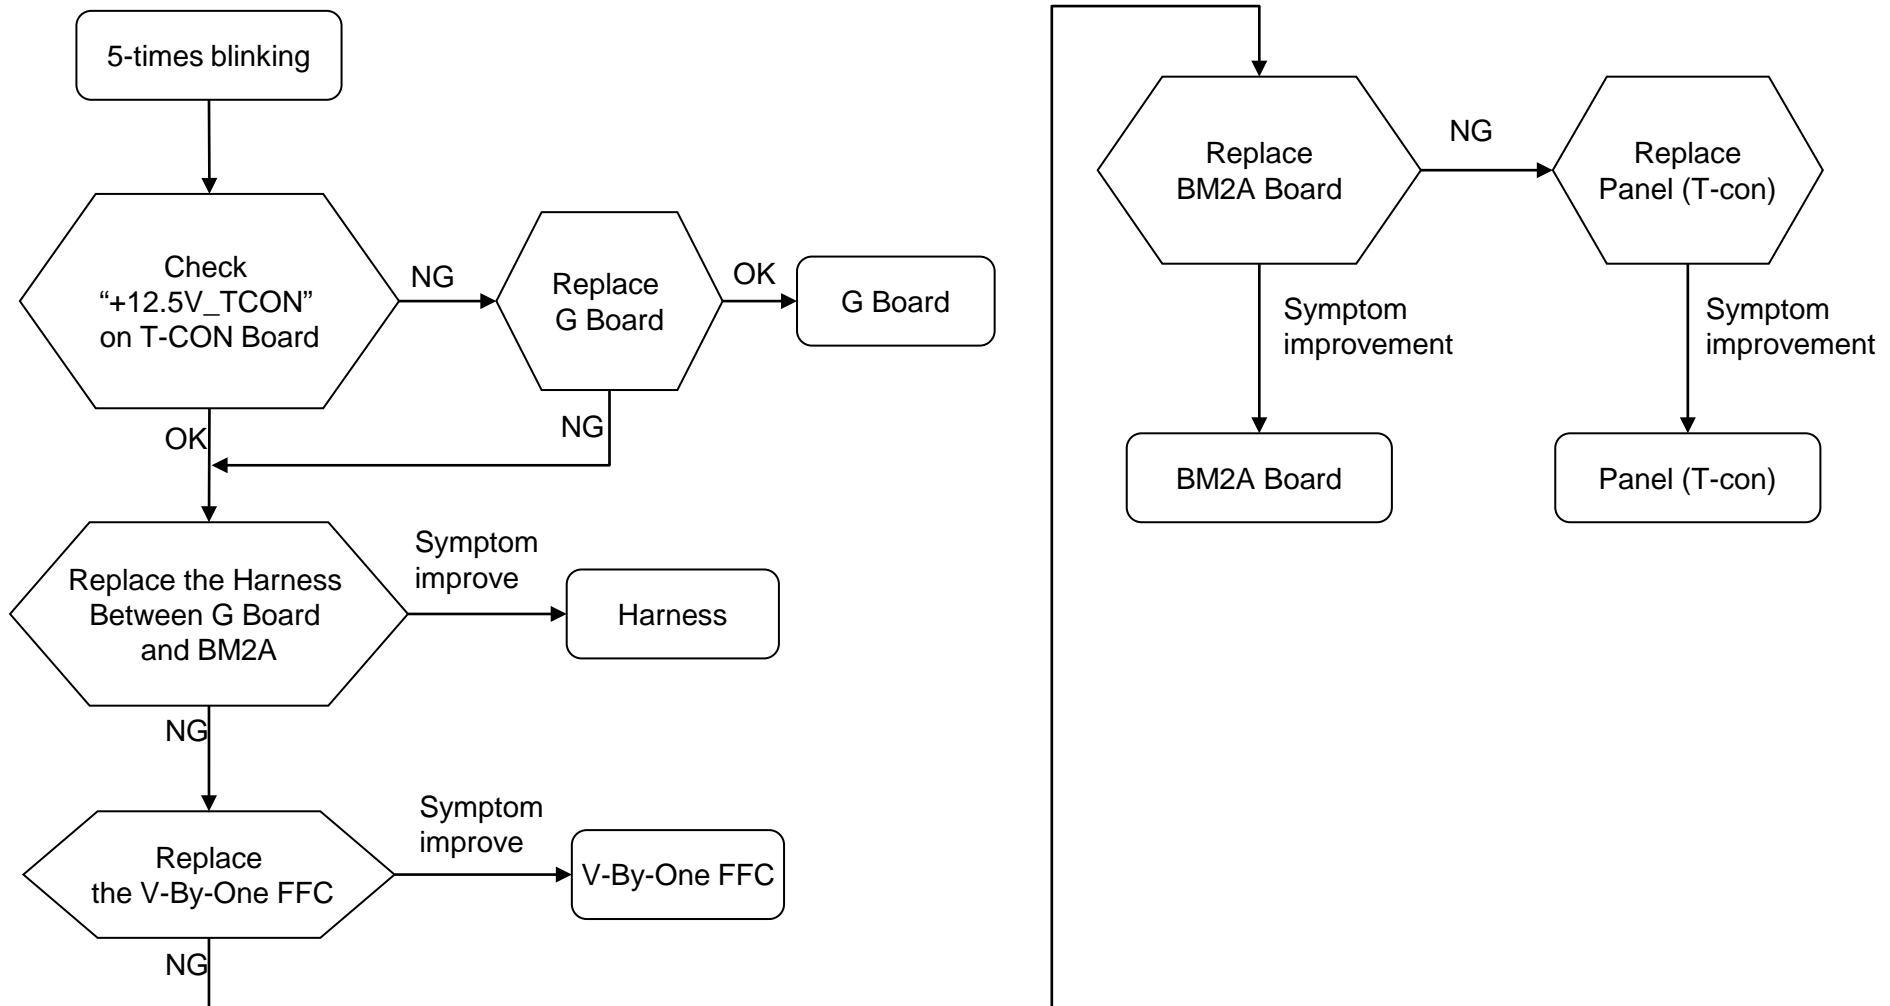 5-times blinking
Check
“+12.5V_TCON”
on T-CON Board
NG
Replace
G Board
OK
G Board
OK
NG
Replace the Harness
Between G Board
and BM2A
Symptom
improve
Harness
NG
Replace
the V-By-One FFC
Symptom
improve
V-By-One FFC
NG
Replace
BM2A Board
NG
Replace
Panel (T-con)
Symptom
improvement
Symptom
improvement
BM2A Board
Panel (T-con)